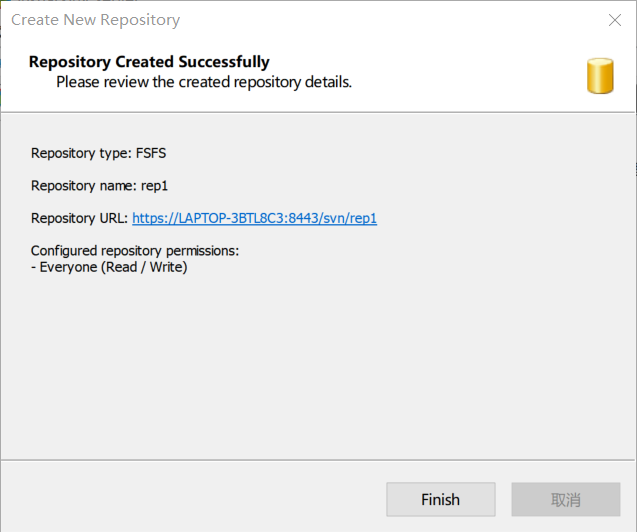 Create New Repository
Repository Created Successfully
Please review the created repository details.
Repository type: FSFS
Repository name: rep1
Repository URL: https://LAPTOP-3BTL8C3:8443/svn/rep1
Configured repository permissions:
- Everyone (Read / Write)
Finish
取消